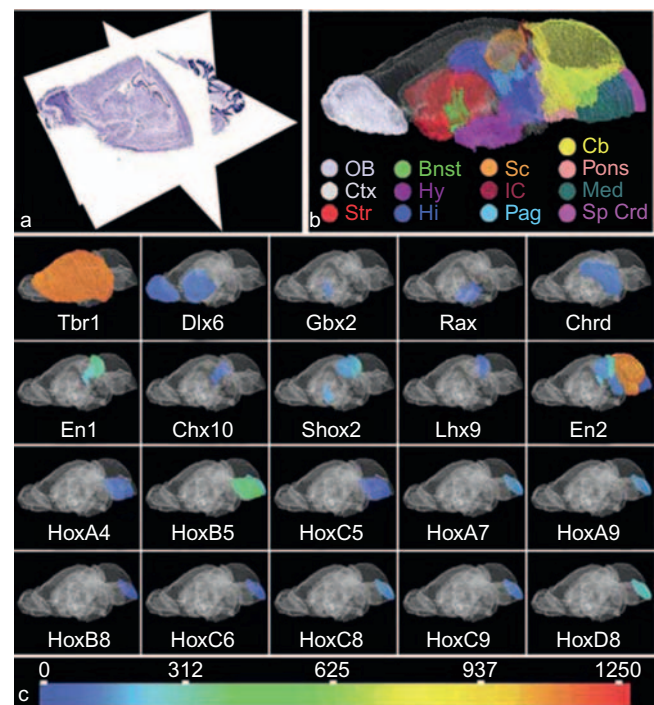 a
b
OB Bnst Sc Cb
Ctx Hy IC Pons
Str Hi Pag Med
Sp Crd
Tbr1 Dlx6 Gbx2 Rax Chrd
En1 Chx10 Shox2 Lhx9 En2
HoxA4 HoxB5 HoxC5 HoxA7 HoxA9
HoxB8 HoxC6 HoxC8 HoxC9 HoxD8
0 312 625 937 1250
c